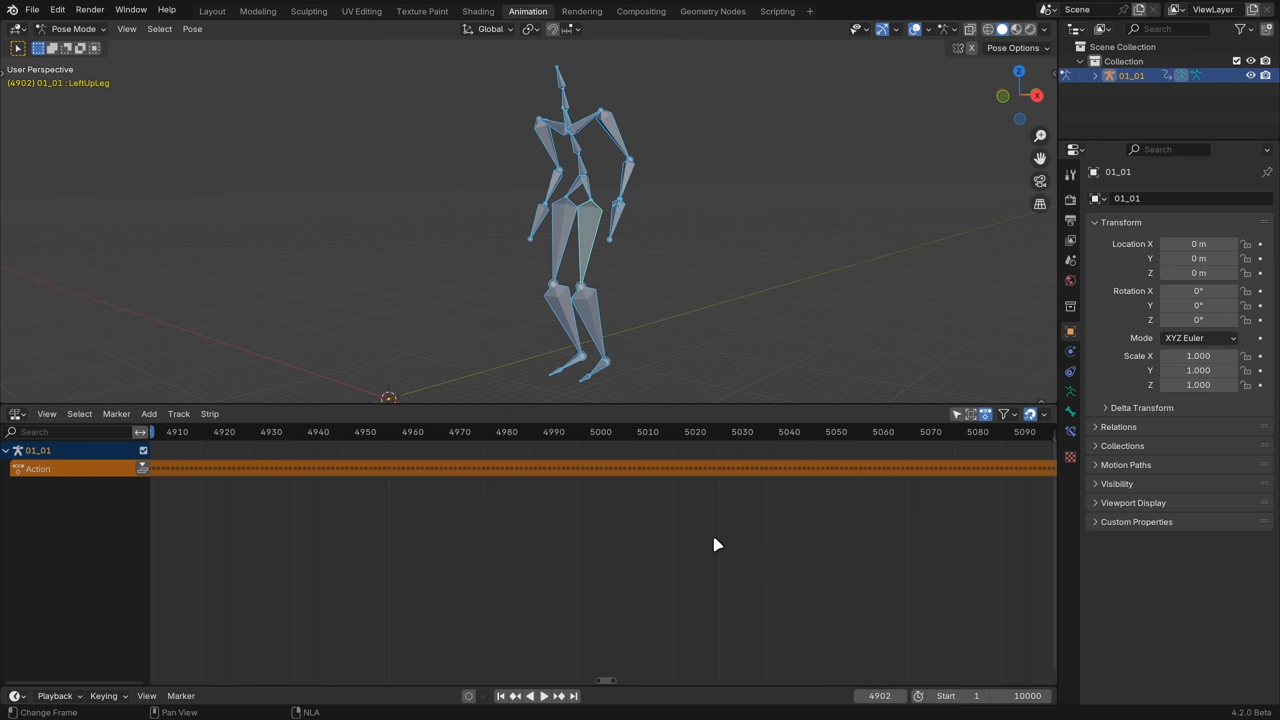 File Edit Render Window Help Layout Modeling Sculpting UV Editing Texture Paint Shading Animation Rendering Compositing Geometry Nodes Scripting + Scene ViewLayer
Pose Mode View Select Pose Global Search
X Pose Options Scene Collection
Collection
User Perspective 01_01
(4902) 01_01 : LeftUpLeg
Z
X
Search
01_01
01_01
Transform
Location X 0 m
Y 0 m
Z 0 m
Rotation X 0°
Y 0°
Z 0°
Mode XYZ Euler
Scale X 1.000
Y 1.000
Z 1.000
Delta Transform
Relations
Collections
Motion Paths
Visibility
Viewport Display
Custom Properties
View Select Marker Add Track Strip
Search 4910 4920 4930 4940 4950 4960 4970 4980 4990 5000 5010 5020 5030 5040 5050 5060 5070 5080 5090
01_01
Action
Playback Keying View Marker 4902 Start 1 10000
Change Frame Pan View NLA 4.2.0 Beta